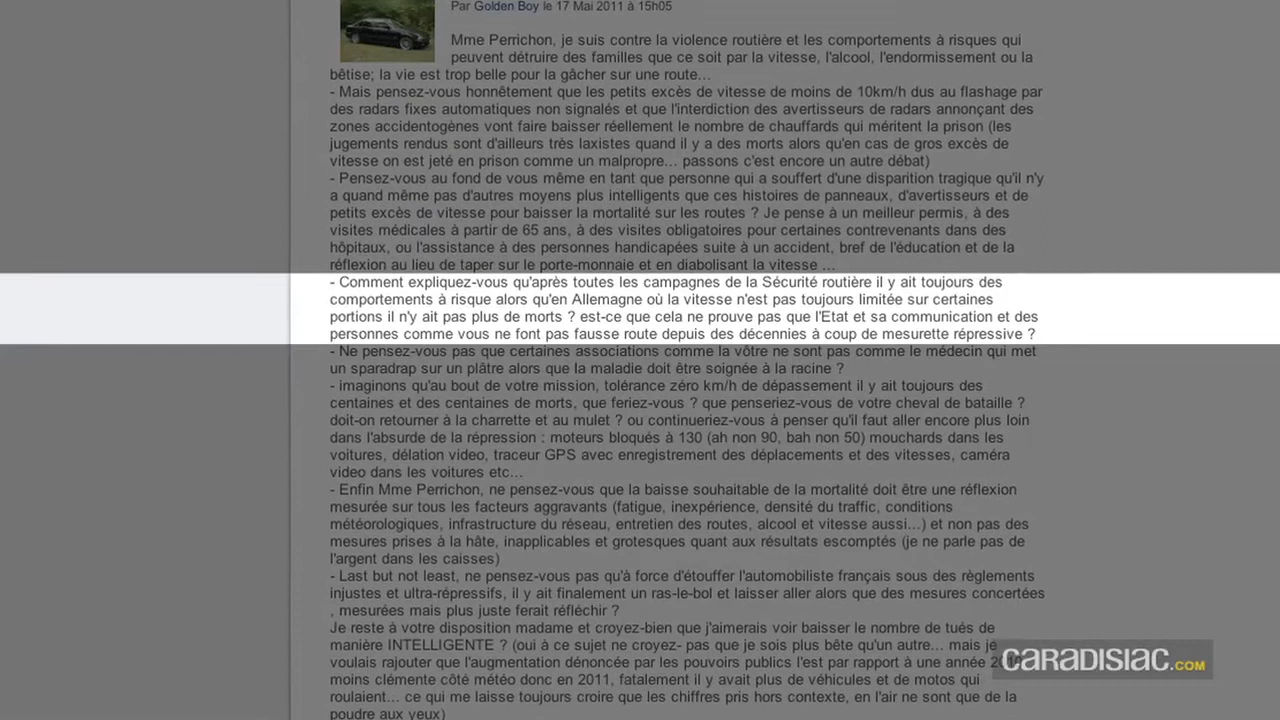 Par Golden Boy le 17 Mai 2011 à 15h05
Mme Perrichon, je suis contre la violence routière et les comportements à risques qui
peuvent détruire des familles que ce soit par la vitesse, l'alcool, l'endormissement ou la
bêtise; la vie est trop belle pour la gâcher sur une route...
- Mais pensez-vous honnêtement que les petits excès de vitesse de moins de 10km/h dus au flashage par
des radars fixes automatiques non signalés et que l'interdiction des avertisseurs de radars annonçant des
zones accidentogènes vont faire baisser réellement le nombre de chauffards qui méritent la prison (les
jugements rendus sont d'ailleurs très laxistes quand il y a des morts alors qu'en cas de gros excès de
vitesse on est jeté en prison comme un malpropre... passons c'est encore un autre débat)
- Pensez-vous au fond de vous même en tant que personne qui a souffert d'une disparition tragique qu'il n'y
a quand même pas d'autres moyens plus intelligents que ces histoires de panneaux, d'avertisseurs et de
petits excès de vitesse pour baisser la mortalité sur les routes ? Je pense à un meilleur permis, à des
visites médicales à partir de 65 ans, à des visites obligatoires pour certaines contrevenants dans des
hôpitaux, ou l'assistance à des personnes handicapées suite à un accident, bref de l'éducation et de la
réflexion au lieu de taper sur le porte-monnaie et en diabolisant la vitesse ...
- Comment expliquez-vous qu'après toutes les campagnes de la Sécurité routière il y ait toujours des
comportements à risque alors qu'en Allemagne où la vitesse n'est pas toujours limitée sur certaines
portions il n'y ait pas plus de morts ? est-ce que cela ne prouve pas que l'Etat et sa communication et des
personnes comme vous ne font pas fausse route depuis des décennies à coup de mesurette répressive ?
- Ne pensez-vous pas que certaines associations comme la vôtre ne sont pas comme le médecin qui met
un sparadrap sur un plâtre alors que la maladie doit être soignée à la racine ?
- imaginons qu'au bout de votre mission, tolérance zéro km/h de dépassement il y ait toujours des
centaines et des centaines de morts, que feriez-vous ? que penseriez-vous de votre cheval de bataille ?
doit-on retourner à la charrette et au mulet ? ou continueriez-vous à penser qu'il faut aller encore plus loin
dans l'absurde de la répression : moteurs bloqués à 130 (ah non 90, bah non 50) mouchards dans les
voitures, délation video, traceur GPS avec enregistrement des déplacements et des vitesses, caméra
video dans les voitures etc...
- Enfin Mme Perrichon, ne pensez-vous que la baisse souhaitable de la mortalité doit être une réflexion
mesurée sur tous les facteurs aggravants (fatigue, inexpérience, densité du traffic, conditions
météorologiques, infrastructure du réseau, entretien des routes, alcool et vitesse aussi...) et non pas des
mesures prises à la hâte, inapplicables et grotesques quant aux résultats escomptés (je ne parle pas de
l'argent dans les caisses)
- Last but not least, ne pensez-vous pas qu'à force d'étouffer l'automobiliste français sous des règlements
injustes et ultra-répressifs, il y ait finalement un ras-le-bol et laisser aller alors que des mesures concertées
, mesurées mais plus juste ferait réfléchir ?
Je reste à votre disposition madame et croyez-bien que j'aimerais voir baisser le nombre de tués de
manière INTELLIGENTE ? (oui à ce sujet ne croyez- pas que je sois plus bête qu'un autre... mais je
voulais rajouter que l'augmentation dénoncée par les pouvoirs publics l'est par rapport à une année 2010
moins clémente côté météo donc en 2011, fatalement il y avait plus de véhicules et de motos qui
roulaient... ce qui me laisse toujours croire que les chiffres pris hors contexte, en l'air ne sont que de la
poudre aux yeux)
CARADISIAC.COM